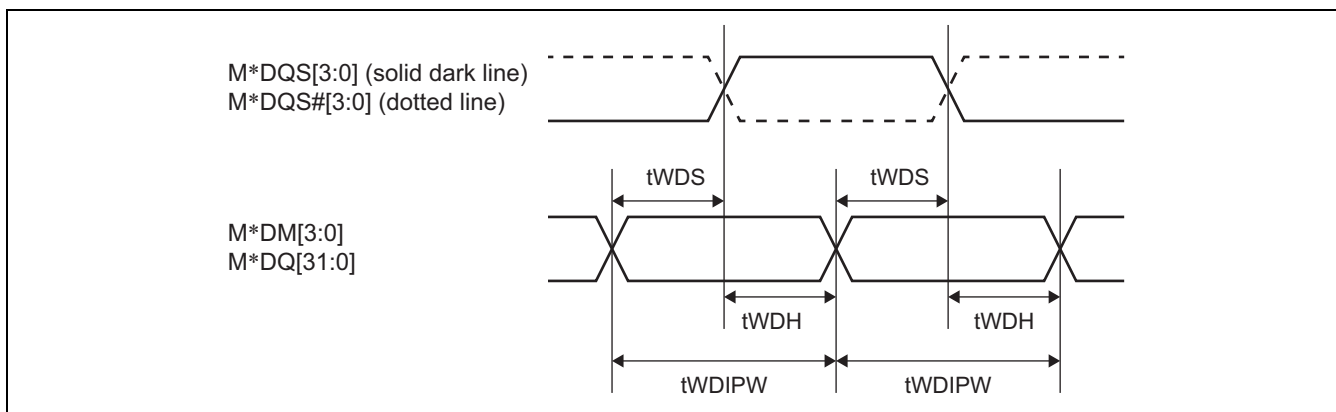 M*DQS[3:0] (solid dark line)
M*DQS#[3:0] (dotted line)
tWDS
tWDS
M*DM[3:0]
M*DQ[31:0]
tWDH
tWDH
tWDIPW
tWDIPW